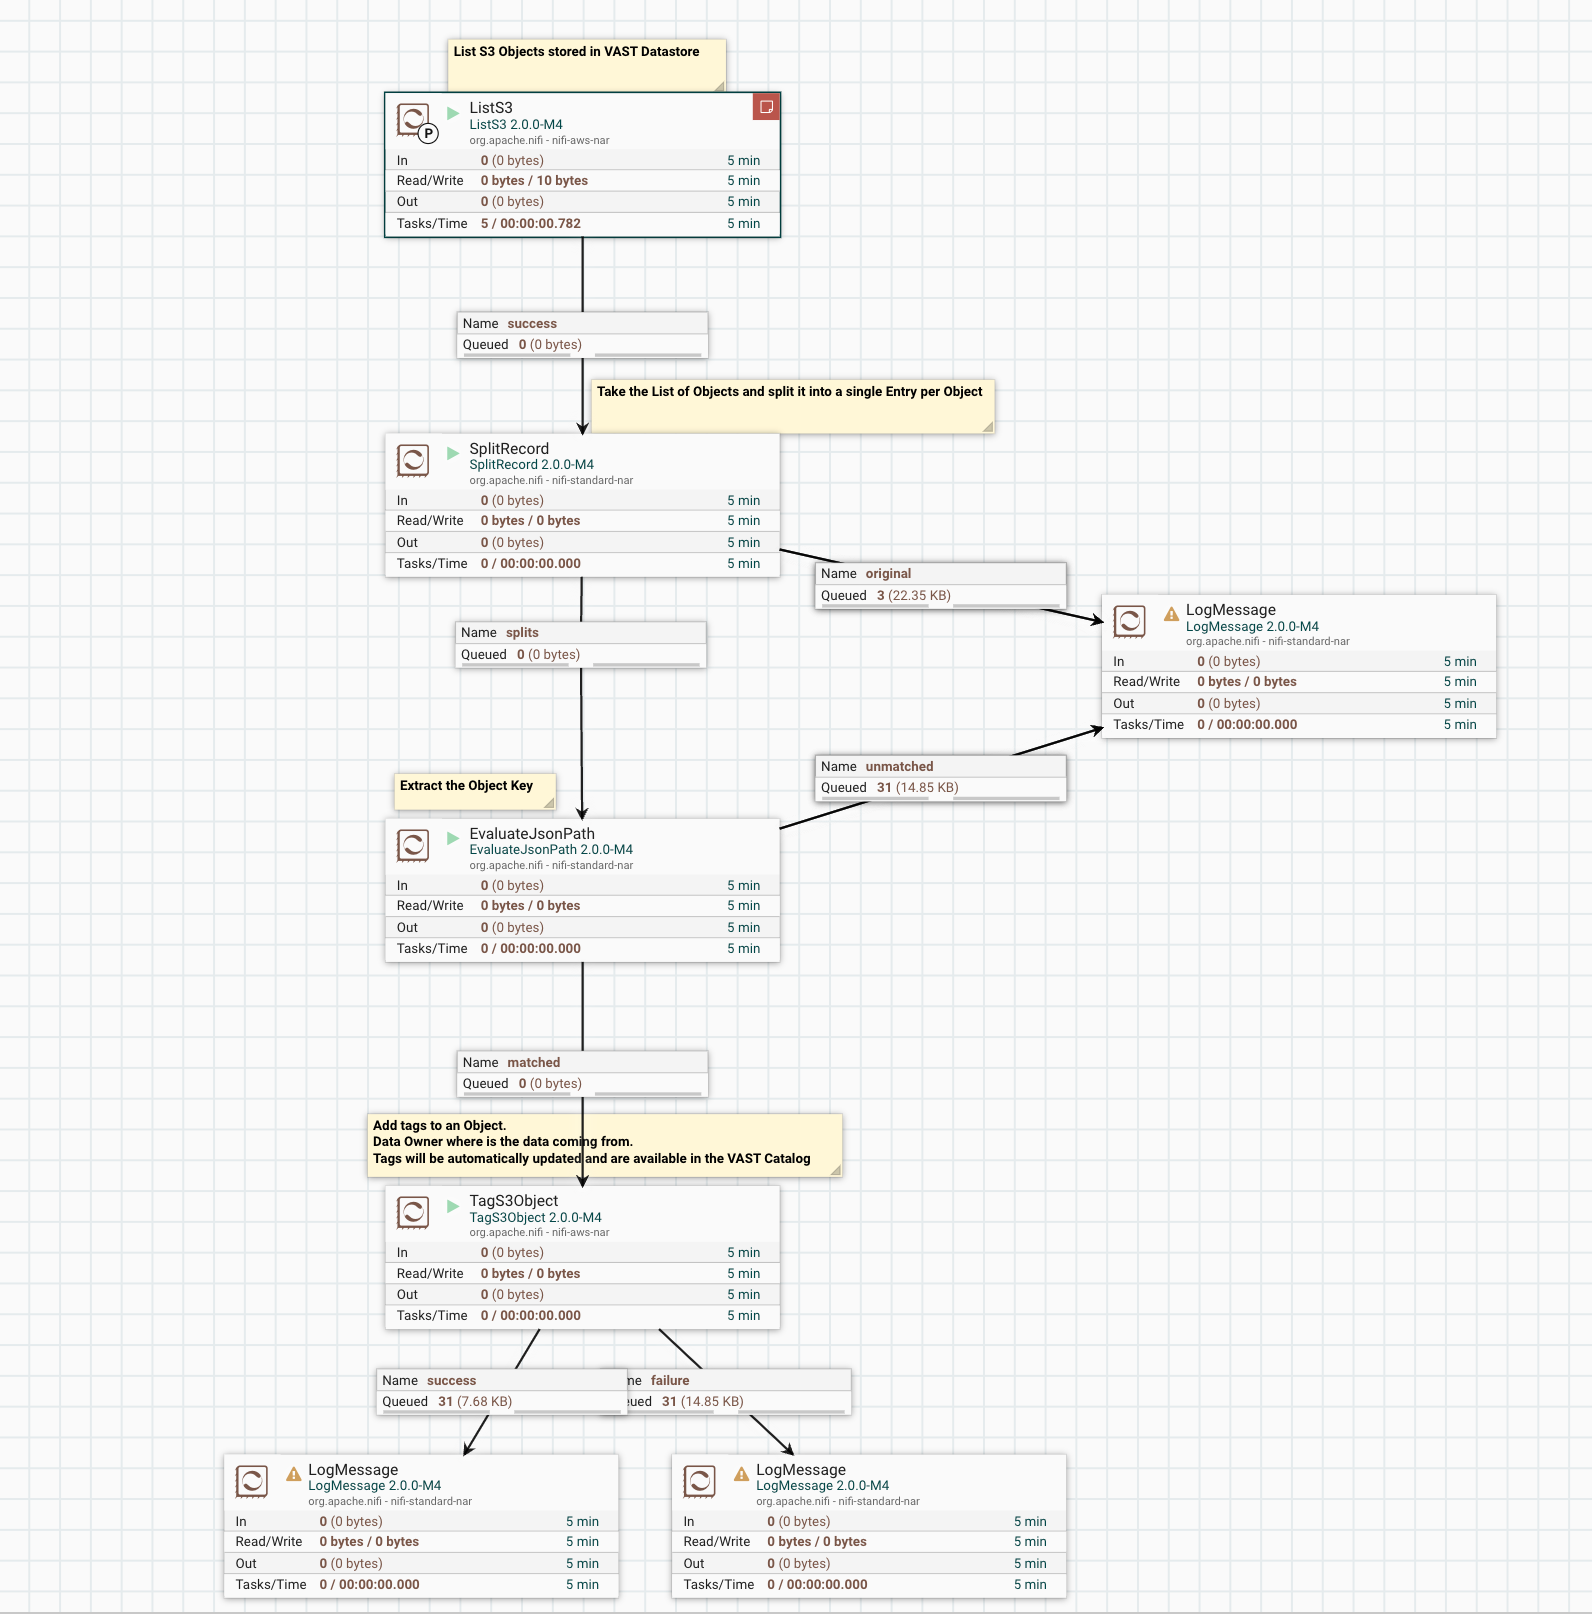 List S3 Objects stored in VAST Datastore
P
ListS3
ListS3 2.0.0-M4
org.apache.nifi - nifi-aws-nar
In 0 (0 bytes) 5 min
Read/Write 0 bytes / 10 bytes 5 min
Out 0 (0 bytes) 5 min
Tasks/Time 5 / 00:00:00.782 5 min
Name success
Queued 0 (0 bytes)
Take the List of Objects and split it into a single Entry per Object
SplitRecord
SplitRecord 2.0.0-M4
org.apache.nifi - nifi-standard-nar
In 0 (0 bytes) 5 min
Read/Write 0 bytes / 0 bytes 5 min
Out 0 (0 bytes) 5 min
Tasks/Time 0 / 00:00:00.000 5 min
Name original
Queued 3 (22.35 KB)
LogMessage
LogMessage 2.0.0-M4
org.apache.nifi - nifi-standard-nar
In 0 (0 bytes) 5 min
Read/Write 0 bytes / 0 bytes 5 min
Out 0 (0 bytes) 5 min
Tasks/Time 0 / 00:00:00.000 5 min
Name splits
Queued 0 (0 bytes)
Name unmatched
Queued 31 (14.85 KB)
Extract the Object Key
EvaluateJsonPath
EvaluateJsonPath 2.0.0-M4
org.apache.nifi - nifi-standard-nar
In 0 (0 bytes) 5 min
Read/Write 0 bytes / 0 bytes 5 min
Out 0 (0 bytes) 5 min
Tasks/Time 0 / 00:00:00.000 5 min
Name matched
Queued 0 (0 bytes)
Add tags to an Object.
Data Owner where is the data coming from.
Tags will be automatically updated and are available in the VAST Catalog
TagS3Object
TagS3Object 2.0.0-M4
org.apache.nifi - nifi-aws-nar
In 0 (0 bytes) 5 min
Read/Write 0 bytes / 0 bytes 5 min
Out 0 (0 bytes) 5 min
Tasks/Time 0 / 00:00:00.000 5 min
Name success
Queued 31 (7.68 KB)
me failure
ued 31 (14.85 KB)
LogMessage
LogMessage 2.0.0-M4
org.apache.nifi - nifi-standard-nar
In 0 (0 bytes) 5 min
Read/Write 0 bytes / 0 bytes 5 min
Out 0 (0 bytes) 5 min
Tasks/Time 0 / 00:00:00.000 5 min
LogMessage
LogMessage 2.0.0-M4
org.apache.nifi - nifi-standard-nar
In 0 (0 bytes) 5 min
Read/Write 0 bytes / 0 bytes 5 min
Out 0 (0 bytes) 5 min
Tasks/Time 0 / 00:00:00.000 5 min